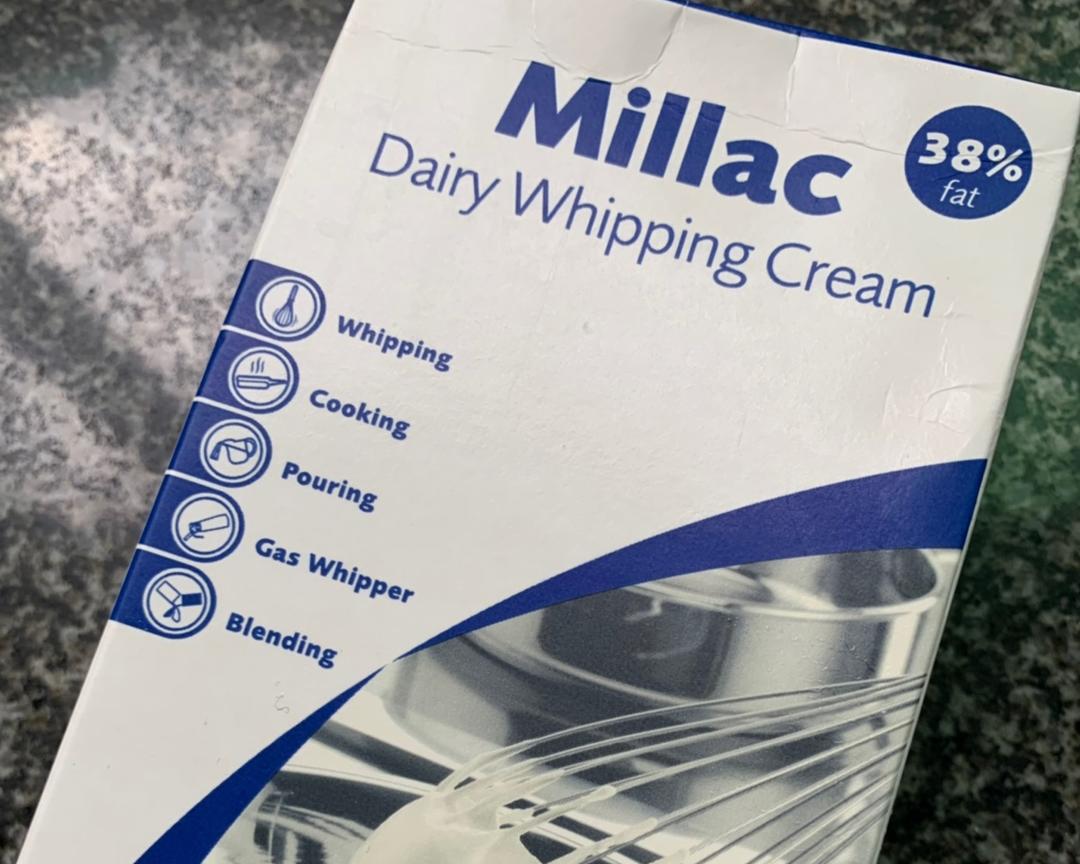 Millac
38%
fat
Dairy Whipping Cream
Whipping
Cooking
Pouring
Gas Whipper
Blending